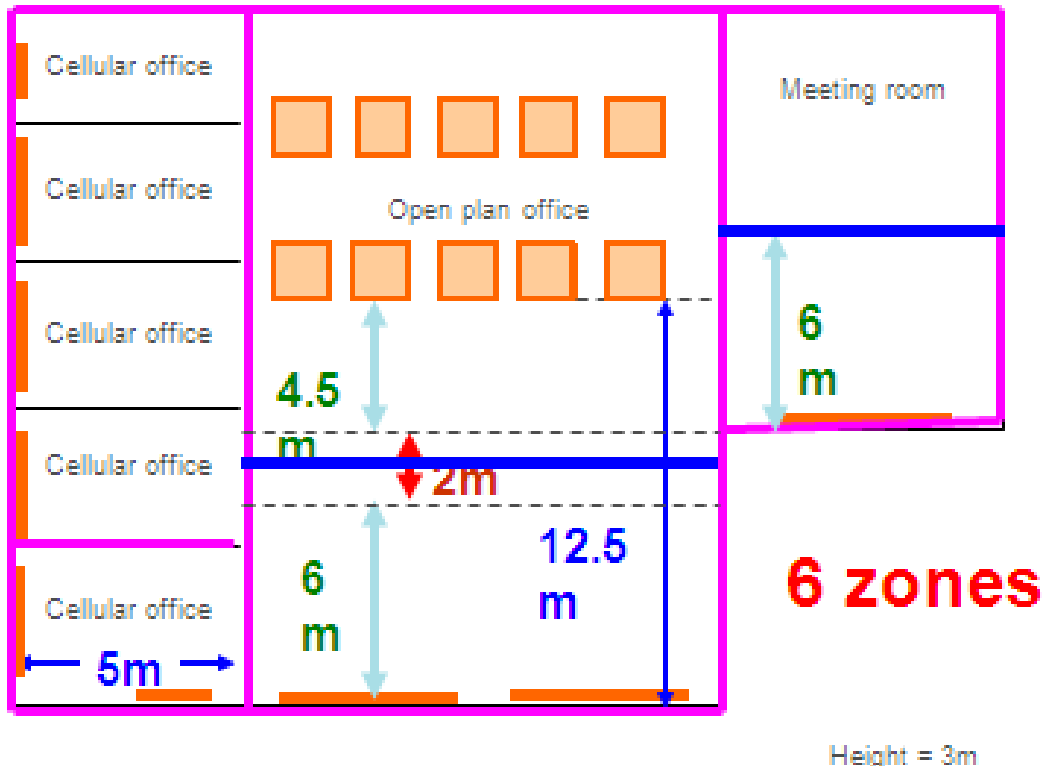 Cellular office
Meeting room
Cellular office
Open plan office
Cellular office
6
m
4.5
m
Cellular office
2m
12.5
m
6
m
6 zones
Cellular office
5m
Height = 3m